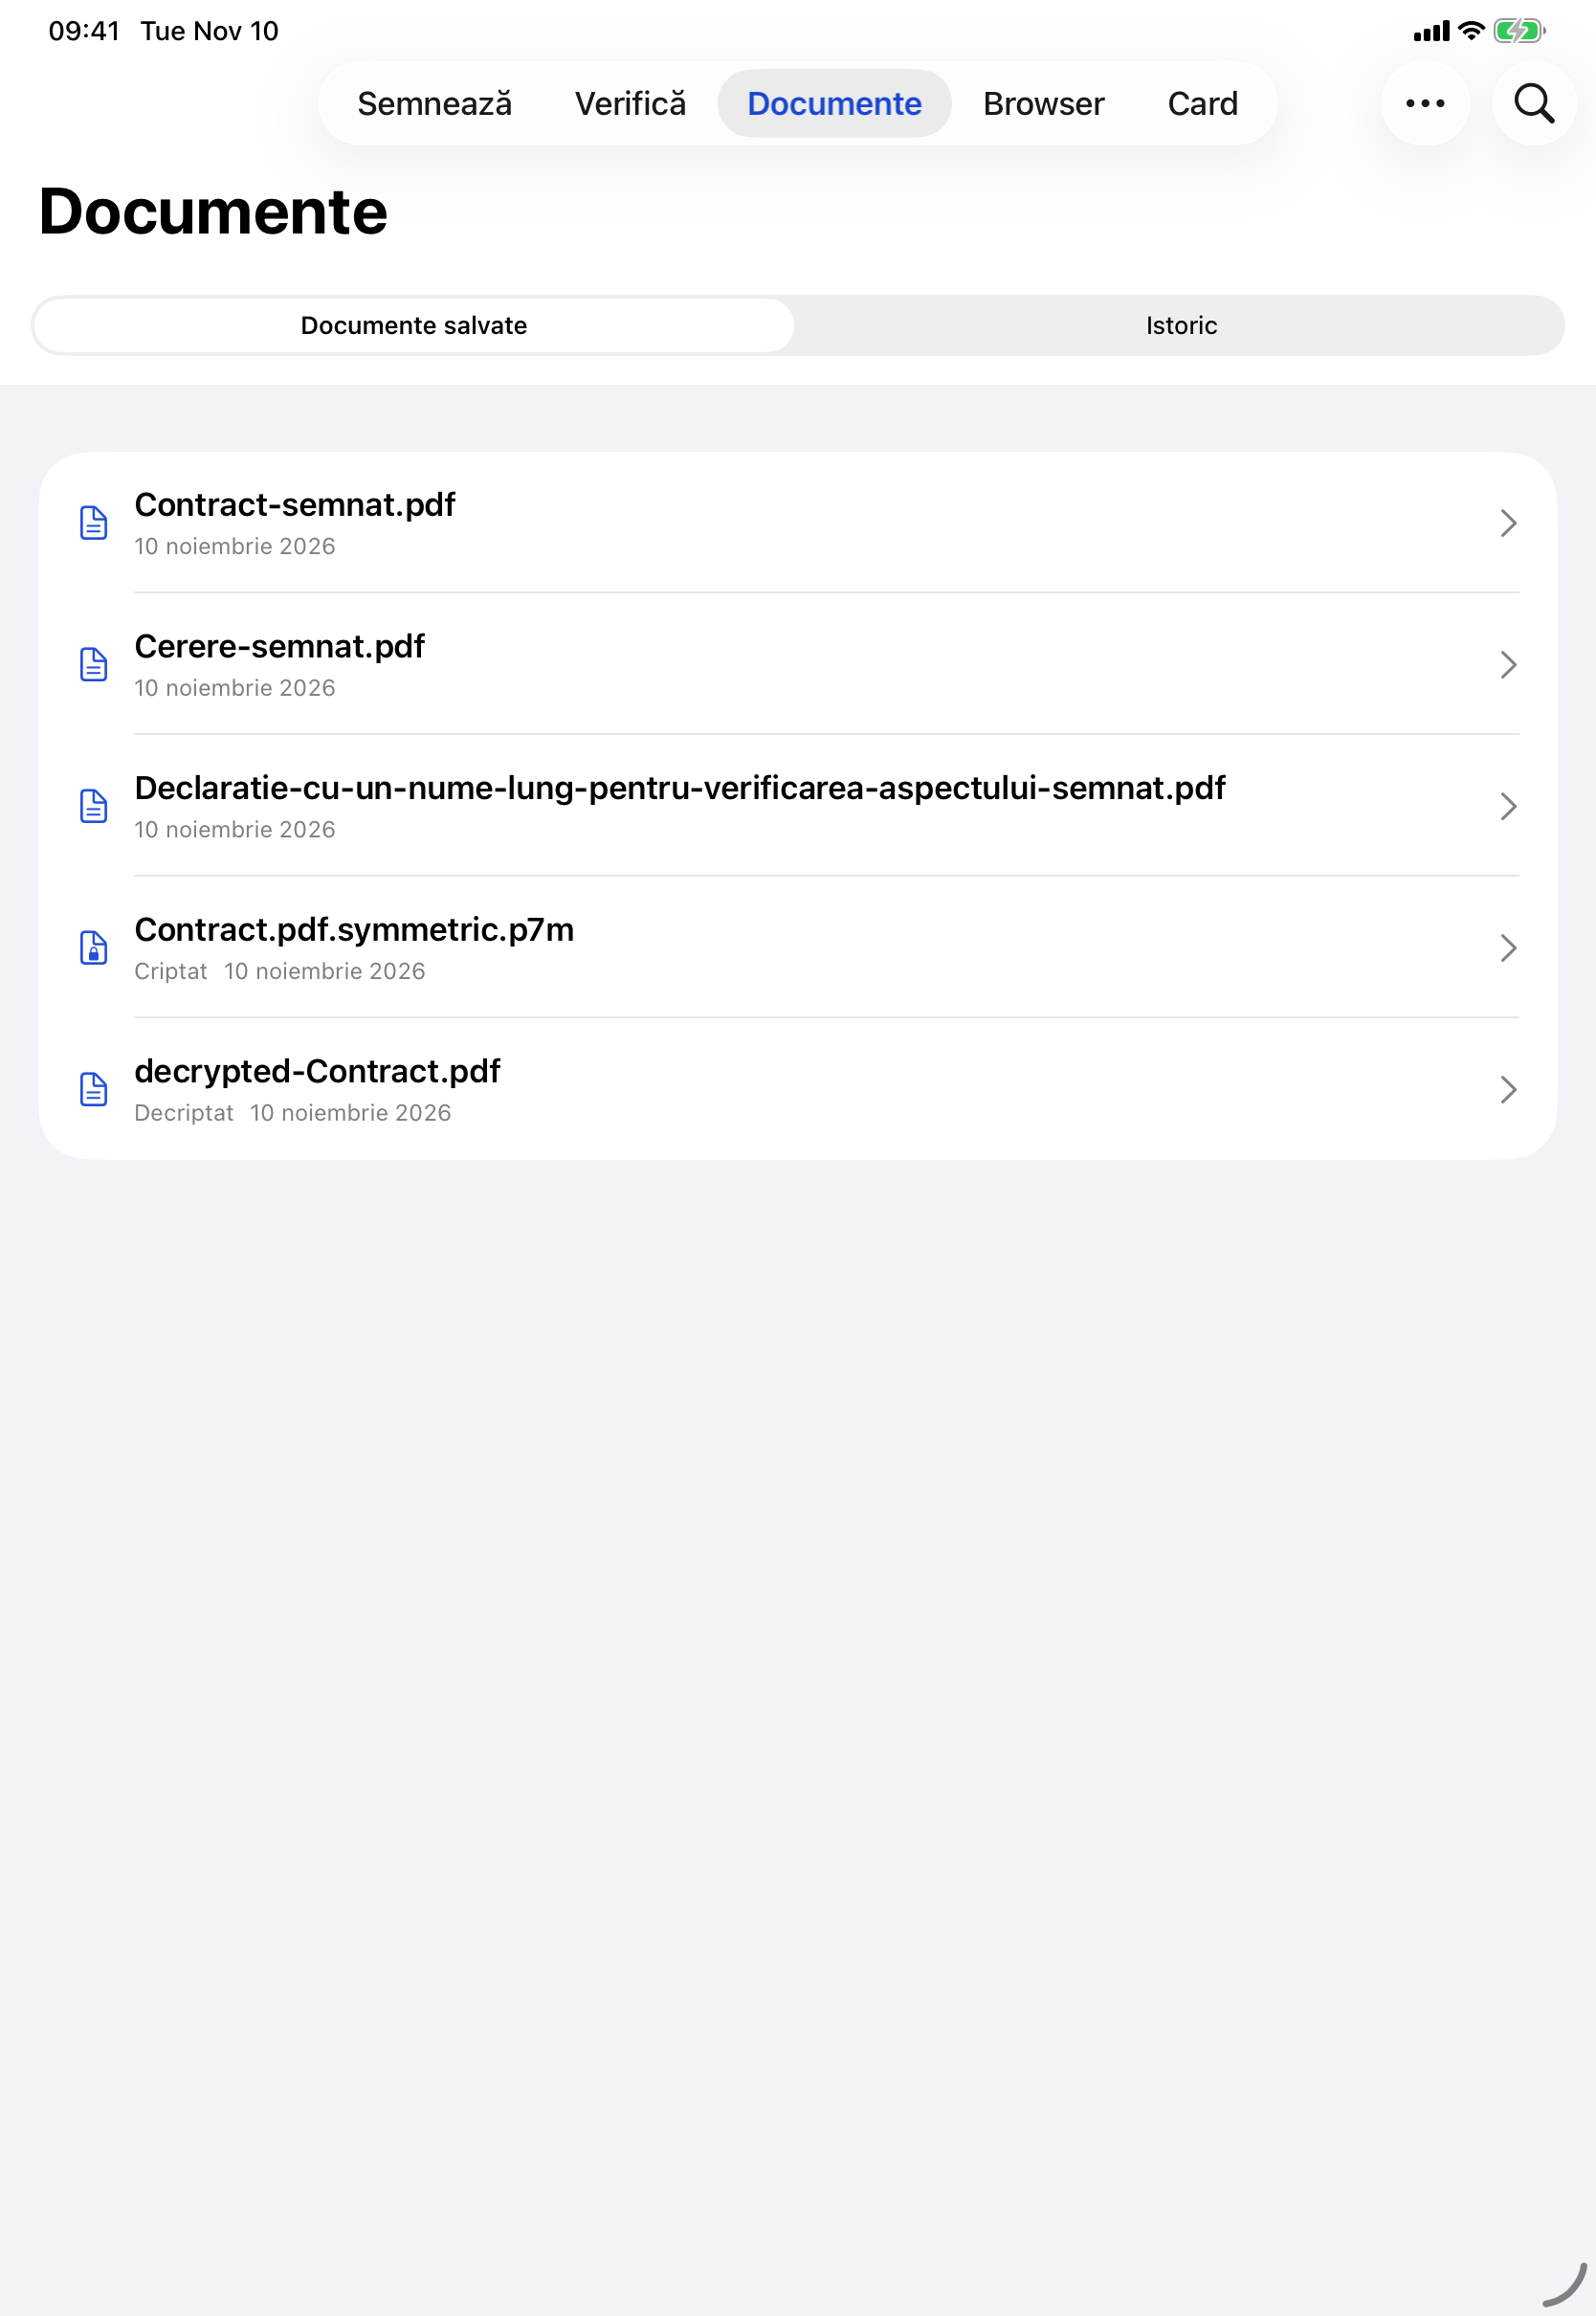 09:41 Tue Nov 10
Semnează Verifică Documente Browser Card
Documente
Documente salvate Istoric
Contract-semnat.pdf
10 noiembrie 2026
Cerere-semnat.pdf
10 noiembrie 2026
Declaratie-cu-un-nume-lung-pentru-verificarea-aspectului-semnat.pdf
10 noiembrie 2026
Contract.pdf.symmetric.p7m
Criptat 10 noiembrie 2026
decrypted-Contract.pdf
Decriptat 10 noiembrie 2026